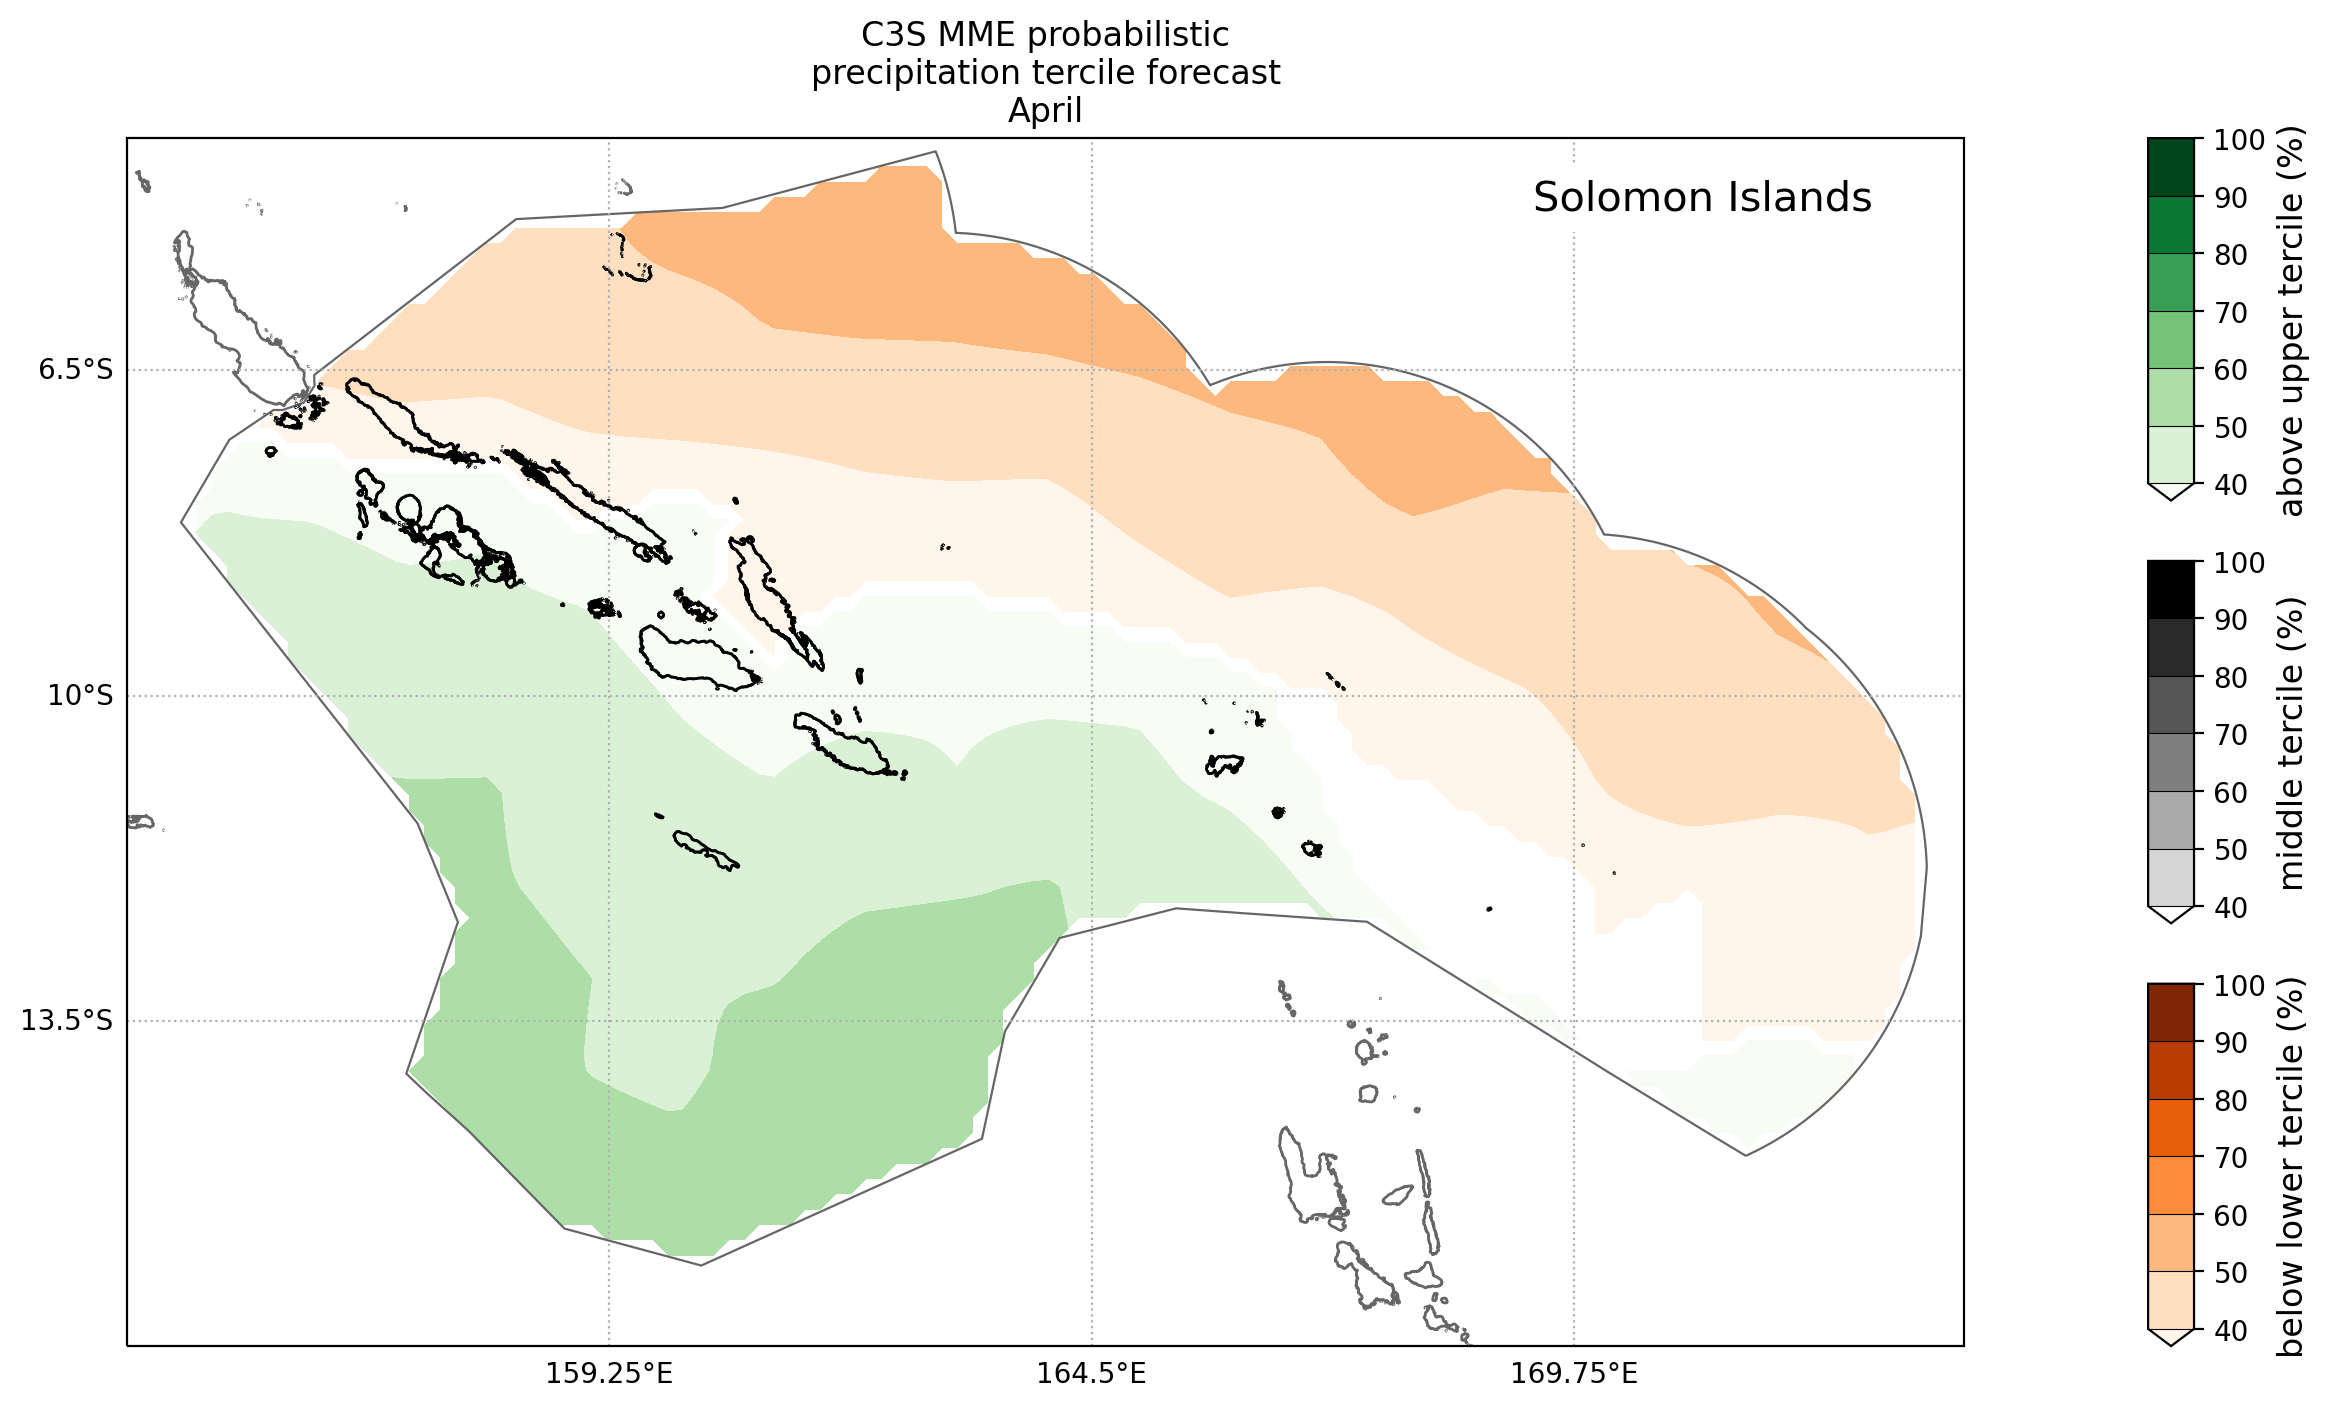 C3S MME probabilistic
precipitation tercile forecast
April
Solomon Islands
6.5°S
10°S
13.5°S
159.25°E
164.5°E
169.75°E
100
90
80
70
60
50
40
above upper tercile (%)
100
90
80
70
60
50
40
middle tercile (%)
100
90
80
70
60
50
40
below lower tercile (%)